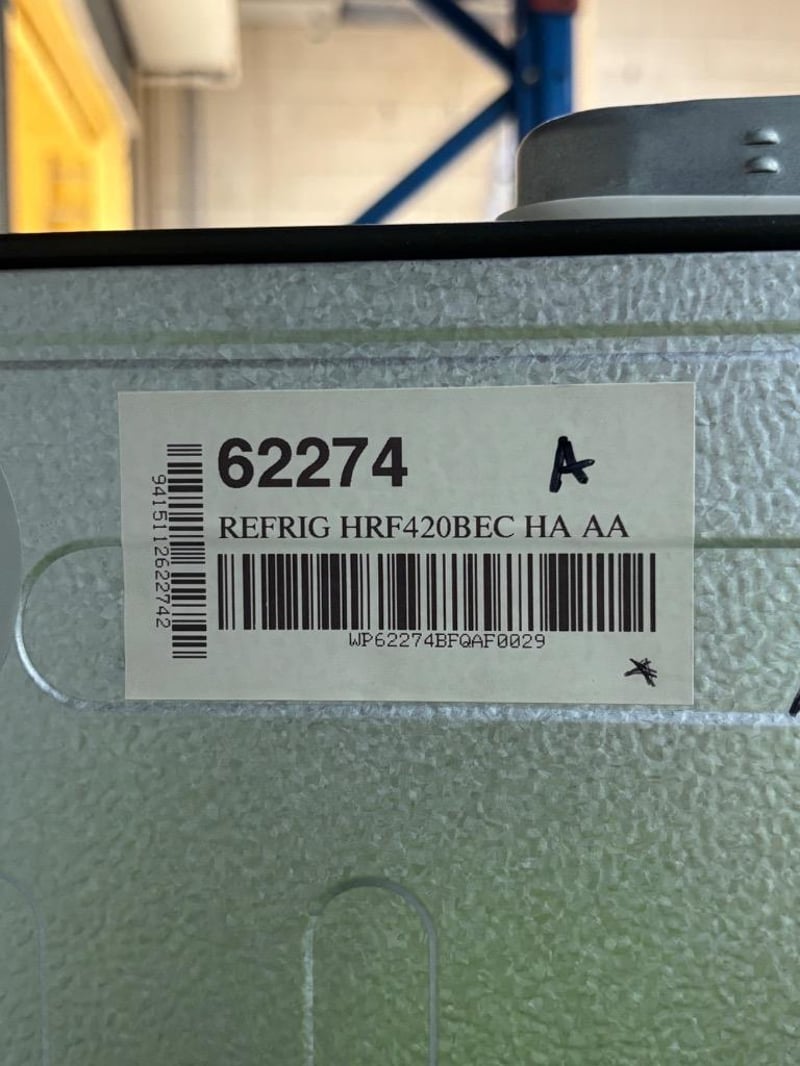 62274 A
REFRIG HRF420BEC HA AA
WP62274BFQAF0029
9415112622742